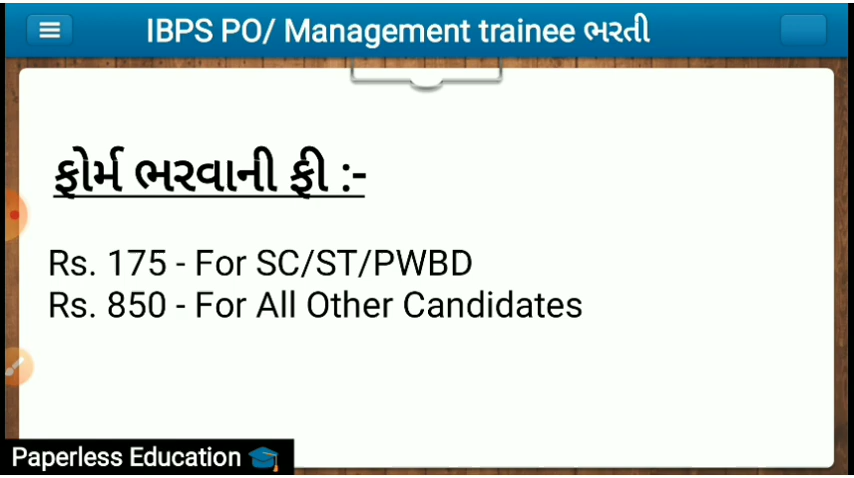 IBPS PO/ Management trainee ભરતી
ફોર્મ ભરવાની ફી :-
Rs. 175 - For SC/ST/PWBD
Rs. 850 - For All Other Candidates
Paperless Education